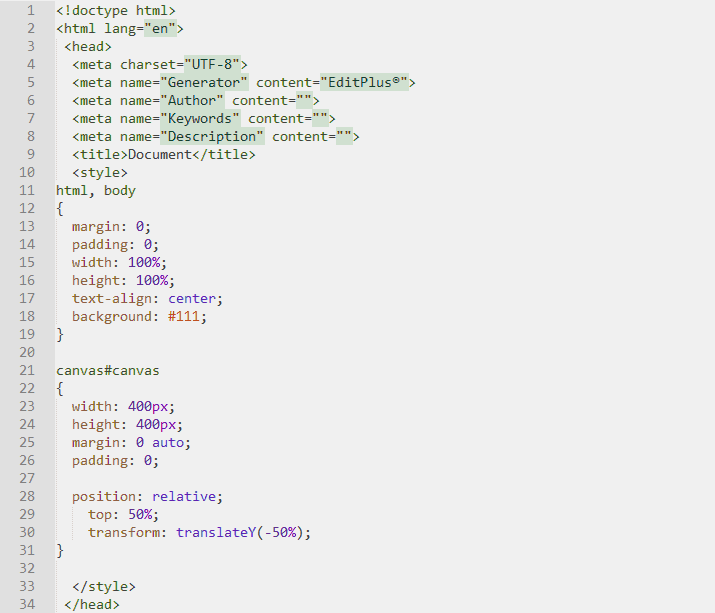 1 <!doctype html>
2 <html lang="en">
3 <head>
4 <meta charset="UTF-8">
5 <meta name="Generator" content="EditPlus®">
6 <meta name="Author" content="">
7 <meta name="Keywords" content="">
8 <meta name="Description" content="">
9 <title>Document</title>
10 <style>
11 html, body
12 {
13 margin: 0;
14 padding: 0;
15 width: 100%;
16 height: 100%;
17 text-align: center;
18 background: #111;
19 }
20
21 canvas#canvas
22 {
23 width: 400px;
24 height: 400px;
25 margin: 0 auto;
26 padding: 0;
27
28 position: relative;
29 top: 50%;
30 transform: translateY(-50%);
31 }
32
33 </style>
34 </head>